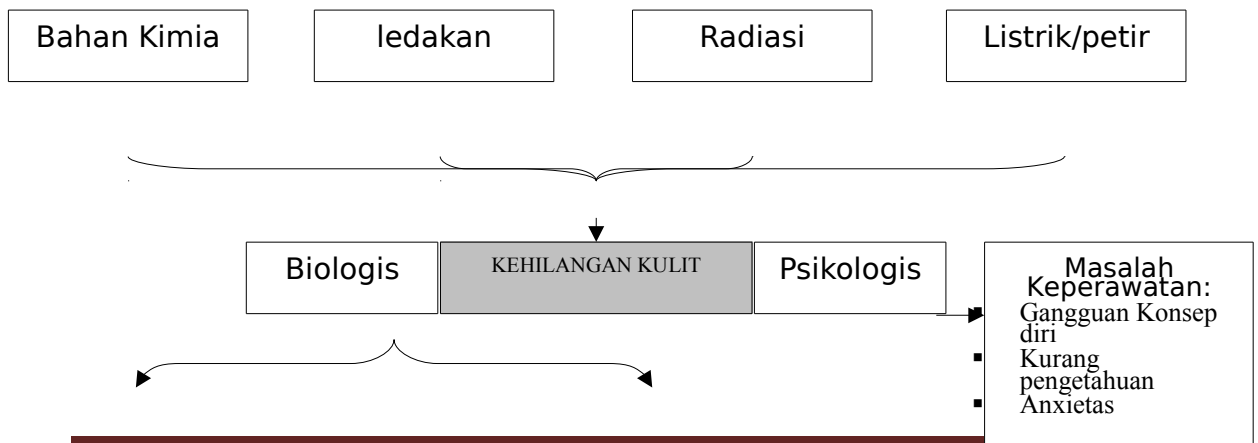 Bahan Kimia
ledakan
Radiasi
Listrik/petir
Biologis
KEHILANGAN KULIT
Psikologis
Masalah
Keperawatan:
▪ Gangguan Konsep
diri
▪ Kurang
pengetahuan
▪ Anxietas